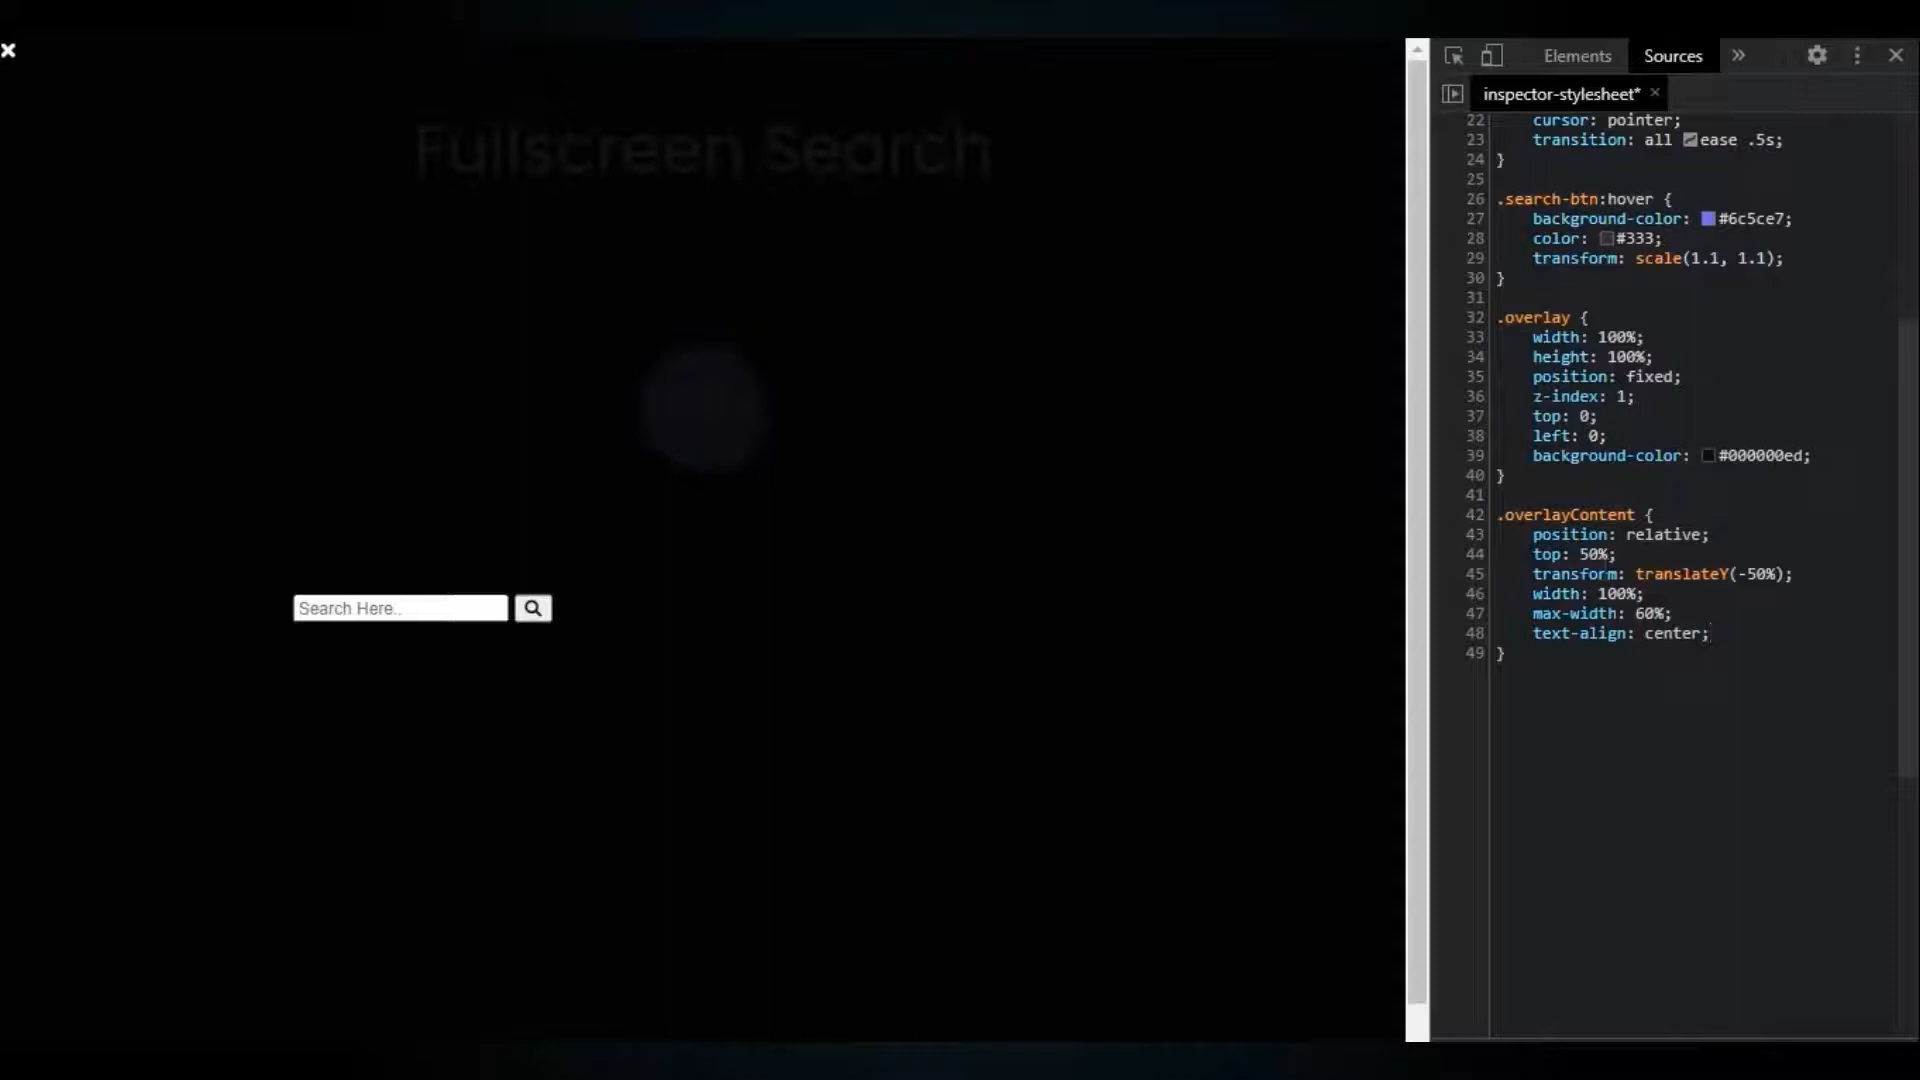 Fullscreen Search
Search Here..
Elements Sources
inspector-stylesheet*
22 cursor: pointer;
23 transition: all ease .5s;
24 }
25
26 .search-btn:hover {
27 background-color: #6c5ce7;
28 color: #333;
29 transform: scale(1.1, 1.1);
30 }
31
32 .overlay {
33 width: 100%;
34 height: 100%;
35 position: fixed;
36 z-index: 1;
37 top: 0;
38 left: 0;
39 background-color: #000000ed;
40 }
41
42 .overlayContent {
43 position: relative;
44 top: 50%;
45 transform: translateY(-50%);
46 width: 100%;
47 max-width: 60%;
48 text-align: center;
49 }